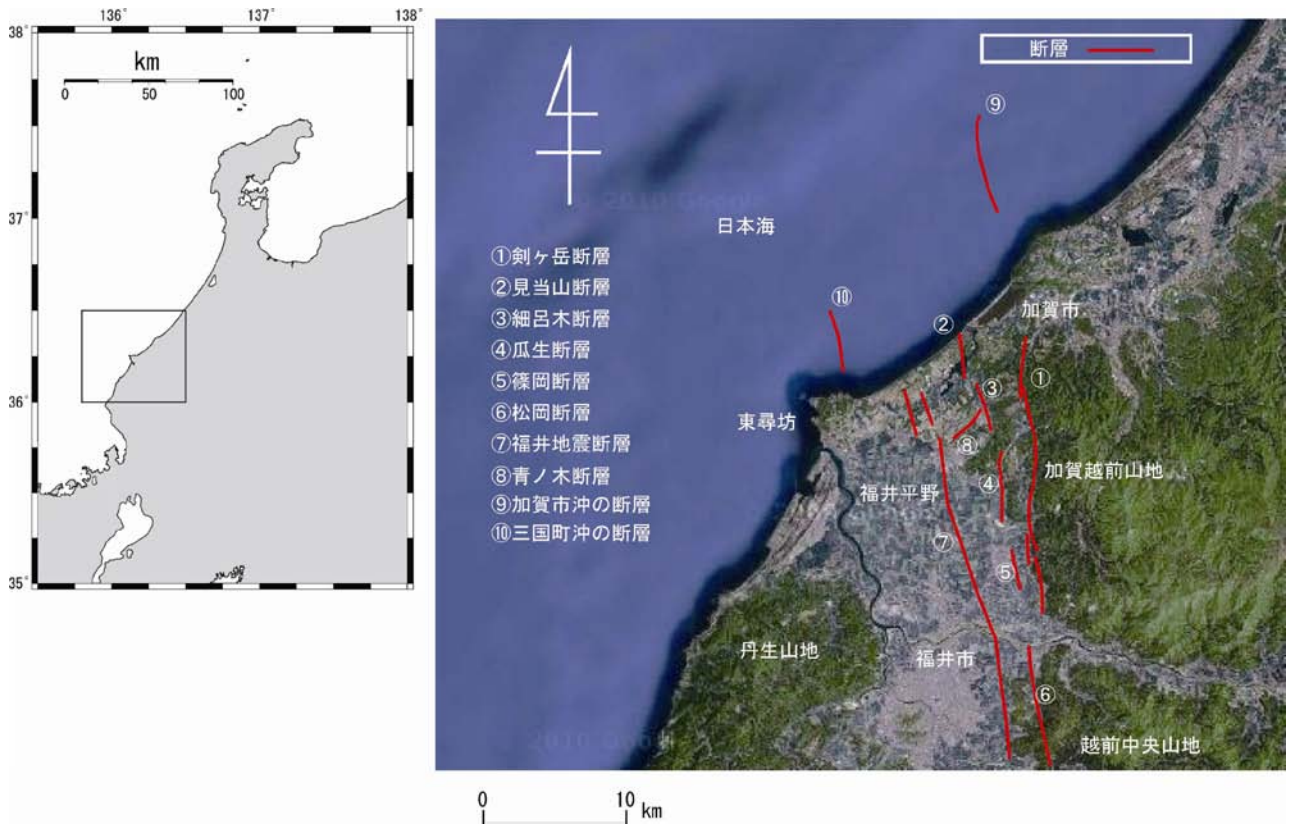 136° 137° 138°
38°
37°
36°
35°
km
0 50 100
断層
日本海
①剣ヶ岳断層
②見当山断層
③細呂木断層
④瓜生断層
⑤篠岡断層
⑥松岡断層
⑦福井地震断層
⑧青ノ木断層
⑨加賀市沖の断層
⑩三国町沖の断層
⑨
⑩
②
加賀市
①
③
東尋坊
⑧
加賀越前山地
福井平野
④
⑦
⑤
丹生山地
福井市
⑥
越前中央山地
0 10 km